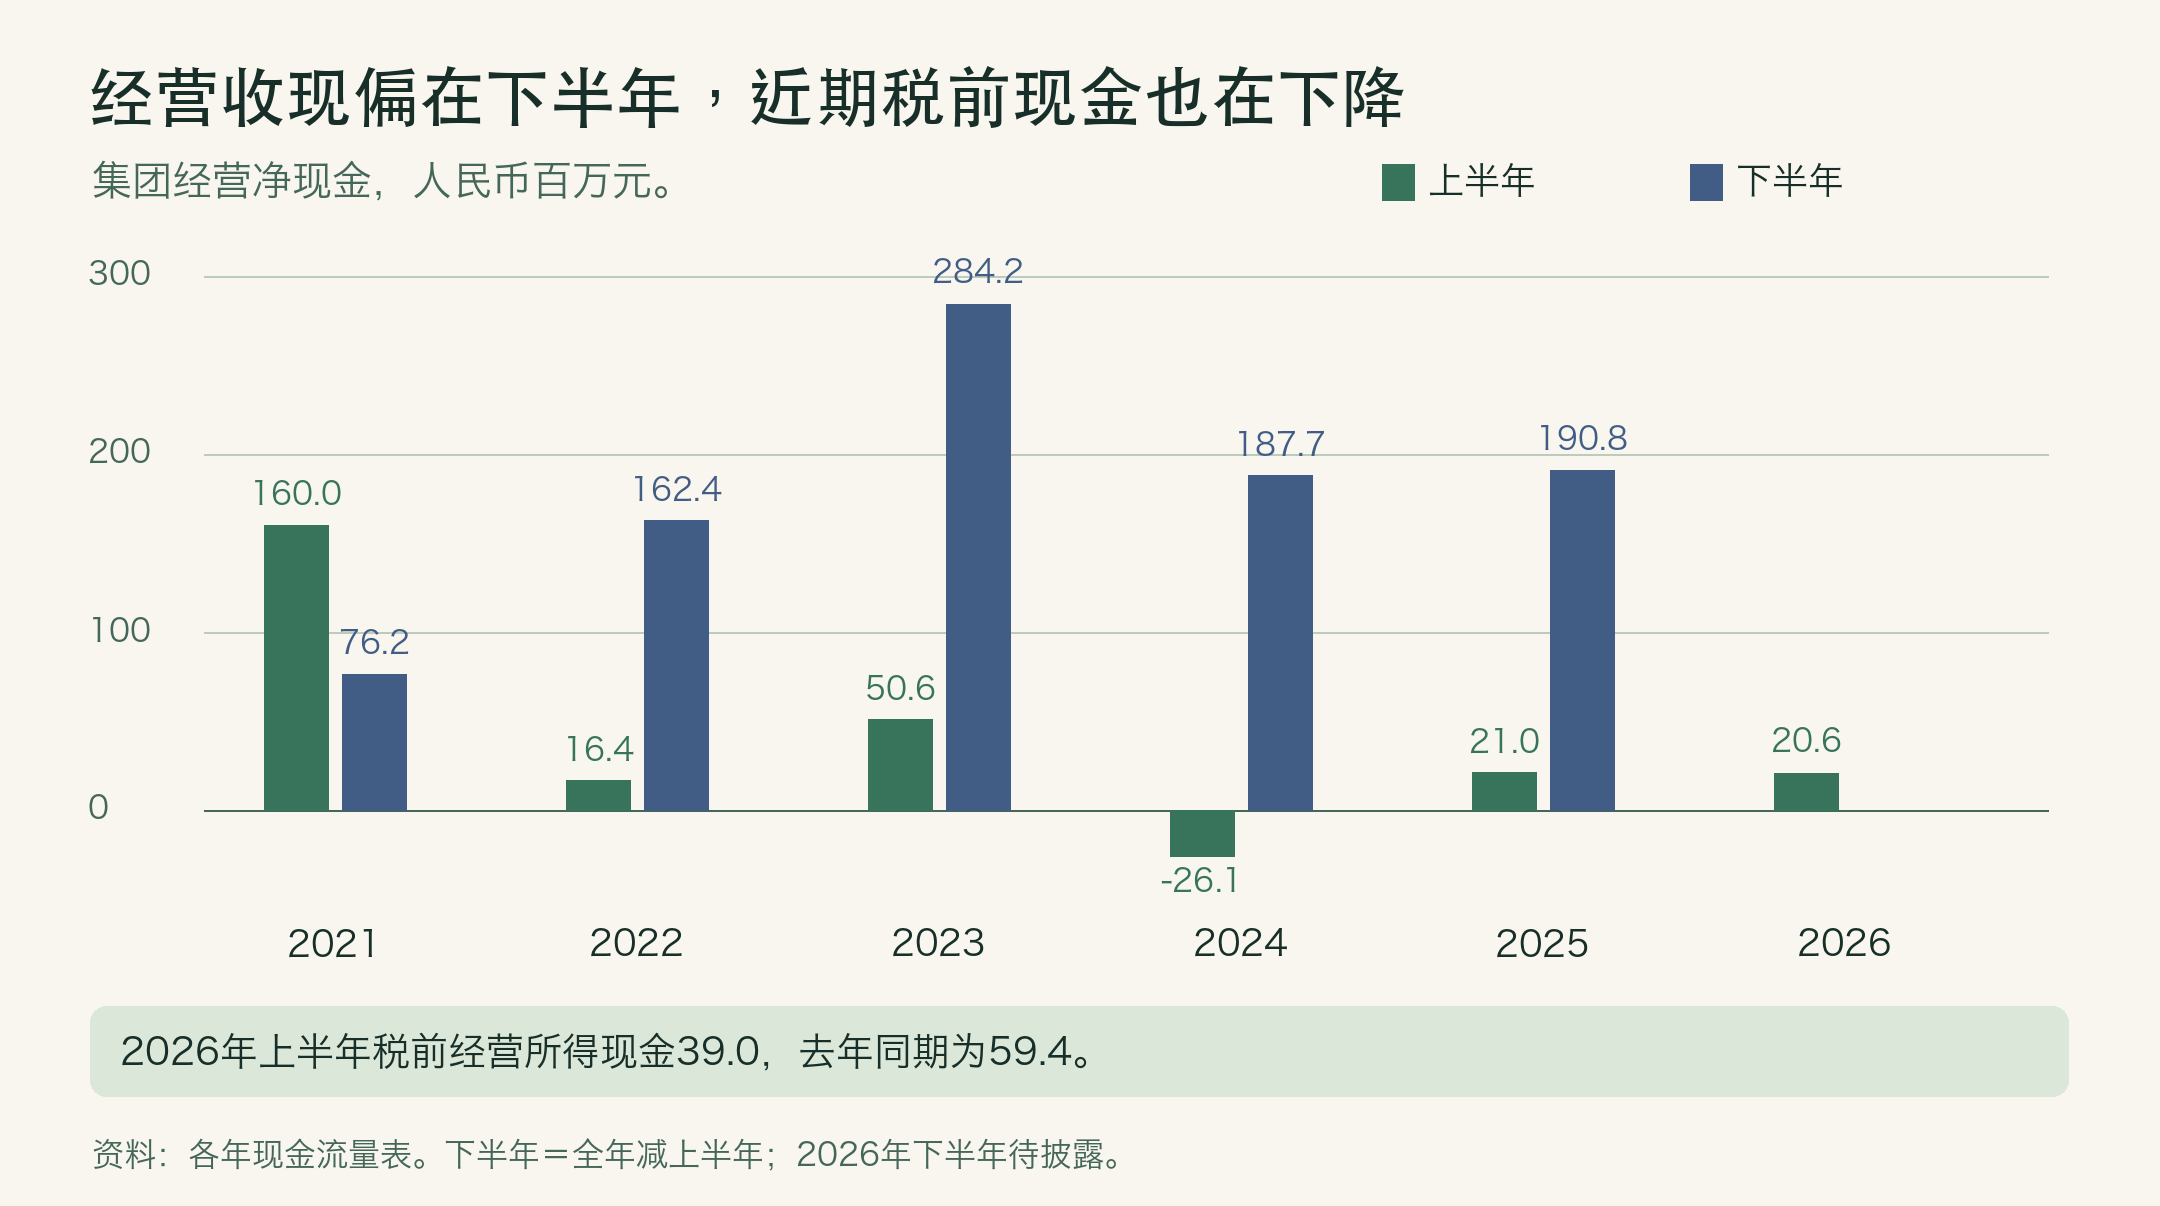 经营收现偏在下半年，近期税前现金也在下降
集团经营净现金，人民币百万元。
上半年 下半年
300
284.2
200
187.7
190.8
160.0
162.4
100
76.2
50.6
16.4
21.0
20.6
0
-26.1
2021 2022 2023 2024 2025 2026
2026年上半年税前经营所得现金39.0，去年同期为59.4。
资料：各年现金流量表。下半年＝全年减上半年；2026年下半年待披露。